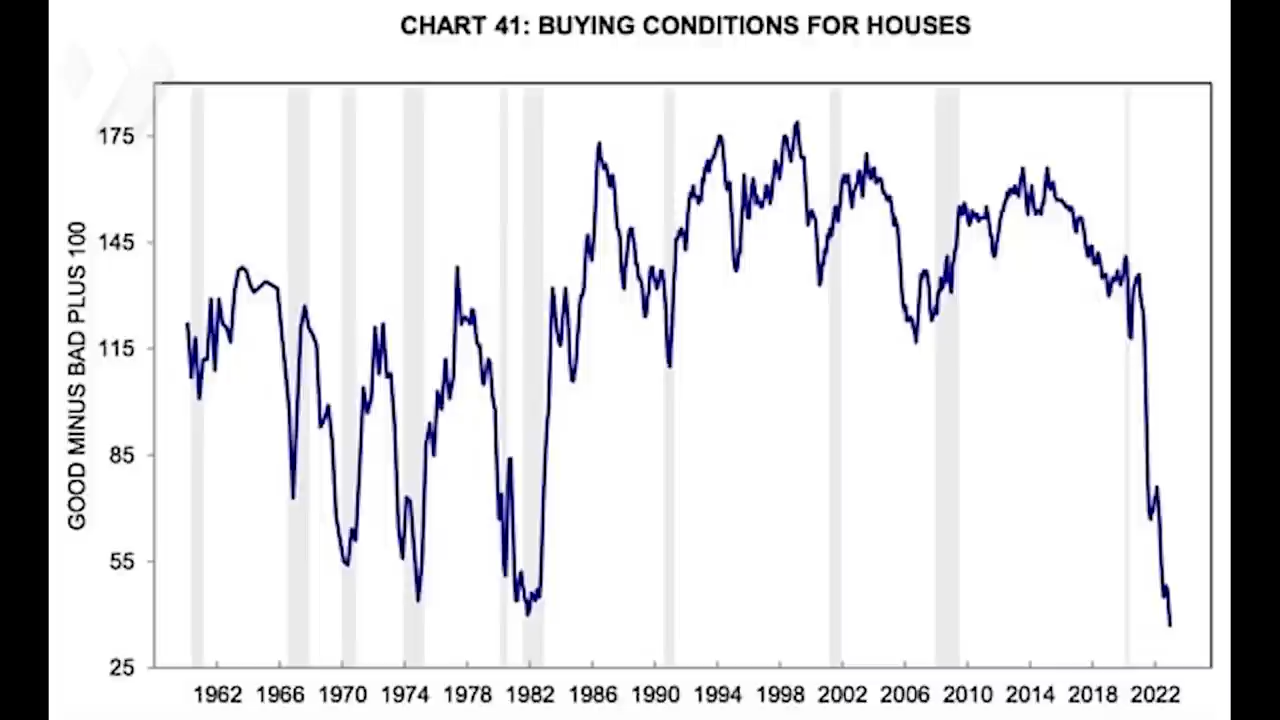 CHART 41: BUYING CONDITIONS FOR HOUSES
GOOD MINUS BAD PLUS 100
175
145
115
85
55
25
1962 1966 1970 1974 1978 1982 1986 1990 1994 1998 2002 2006 2010 2014 2018 2022